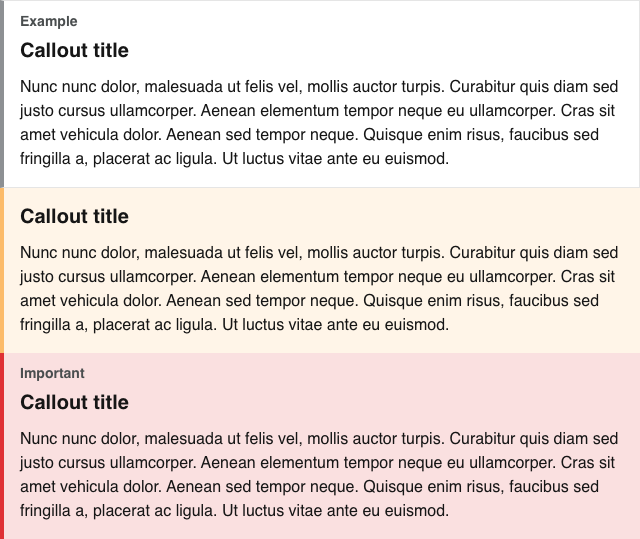 Example
Callout title
Nunc nunc dolor, malesuada ut felis vel, mollis auctor turpis. Curabitur quis diam sed
justo cursus ullamcorper. Aenean elementum tempor neque eu ullamcorper. Cras sit
amet vehicula dolor. Aenean sed tempor neque. Quisque enim risus, faucibus sed
fringilla a, placerat ac ligula. Ut luctus vitae ante eu euismod.
Callout title
Nunc nunc dolor, malesuada ut felis vel, mollis auctor turpis. Curabitur quis diam sed
justo cursus ullamcorper. Aenean elementum tempor neque eu ullamcorper. Cras sit
amet vehicula dolor. Aenean sed tempor neque. Quisque enim risus, faucibus sed
fringilla a, placerat ac ligula. Ut luctus vitae ante eu euismod.
Important
Callout title
Nunc nunc dolor, malesuada ut felis vel, mollis auctor turpis. Curabitur quis diam sed
justo cursus ullamcorper. Aenean elementum tempor neque eu ullamcorper. Cras sit
amet vehicula dolor. Aenean sed tempor neque. Quisque enim risus, faucibus sed
fringilla a, placerat ac ligula. Ut luctus vitae ante eu euismod.